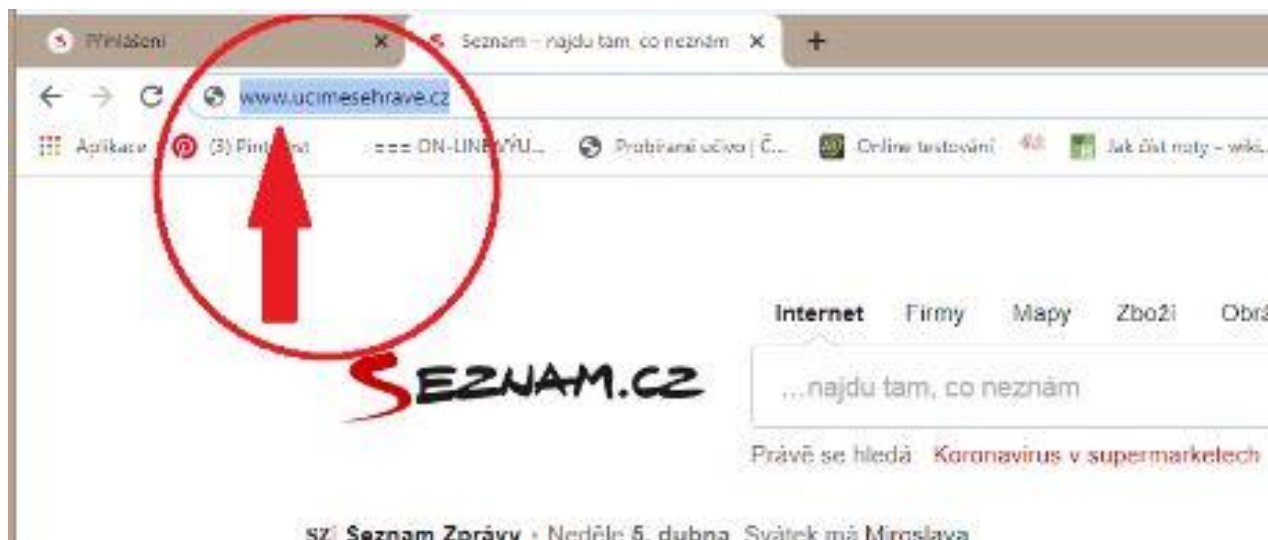 Přihlášení
Seznam – najdu tam, co neznám
www.ucimesehrave.cz
Aplikace (3) Pinterest ==== ON-LINE VÝU... Probírané učivo | Č... Online testování Jak číst noty – wiki...
Internet Firmy Mapy Zboží Obrá
SEZNAM.CZ
...najdu tam, co neznám
Právě se hledá: Koronavirus v supermarketech
SZ Seznam Zprávy • Neděle 5. dubna. Svátek má Miroslava